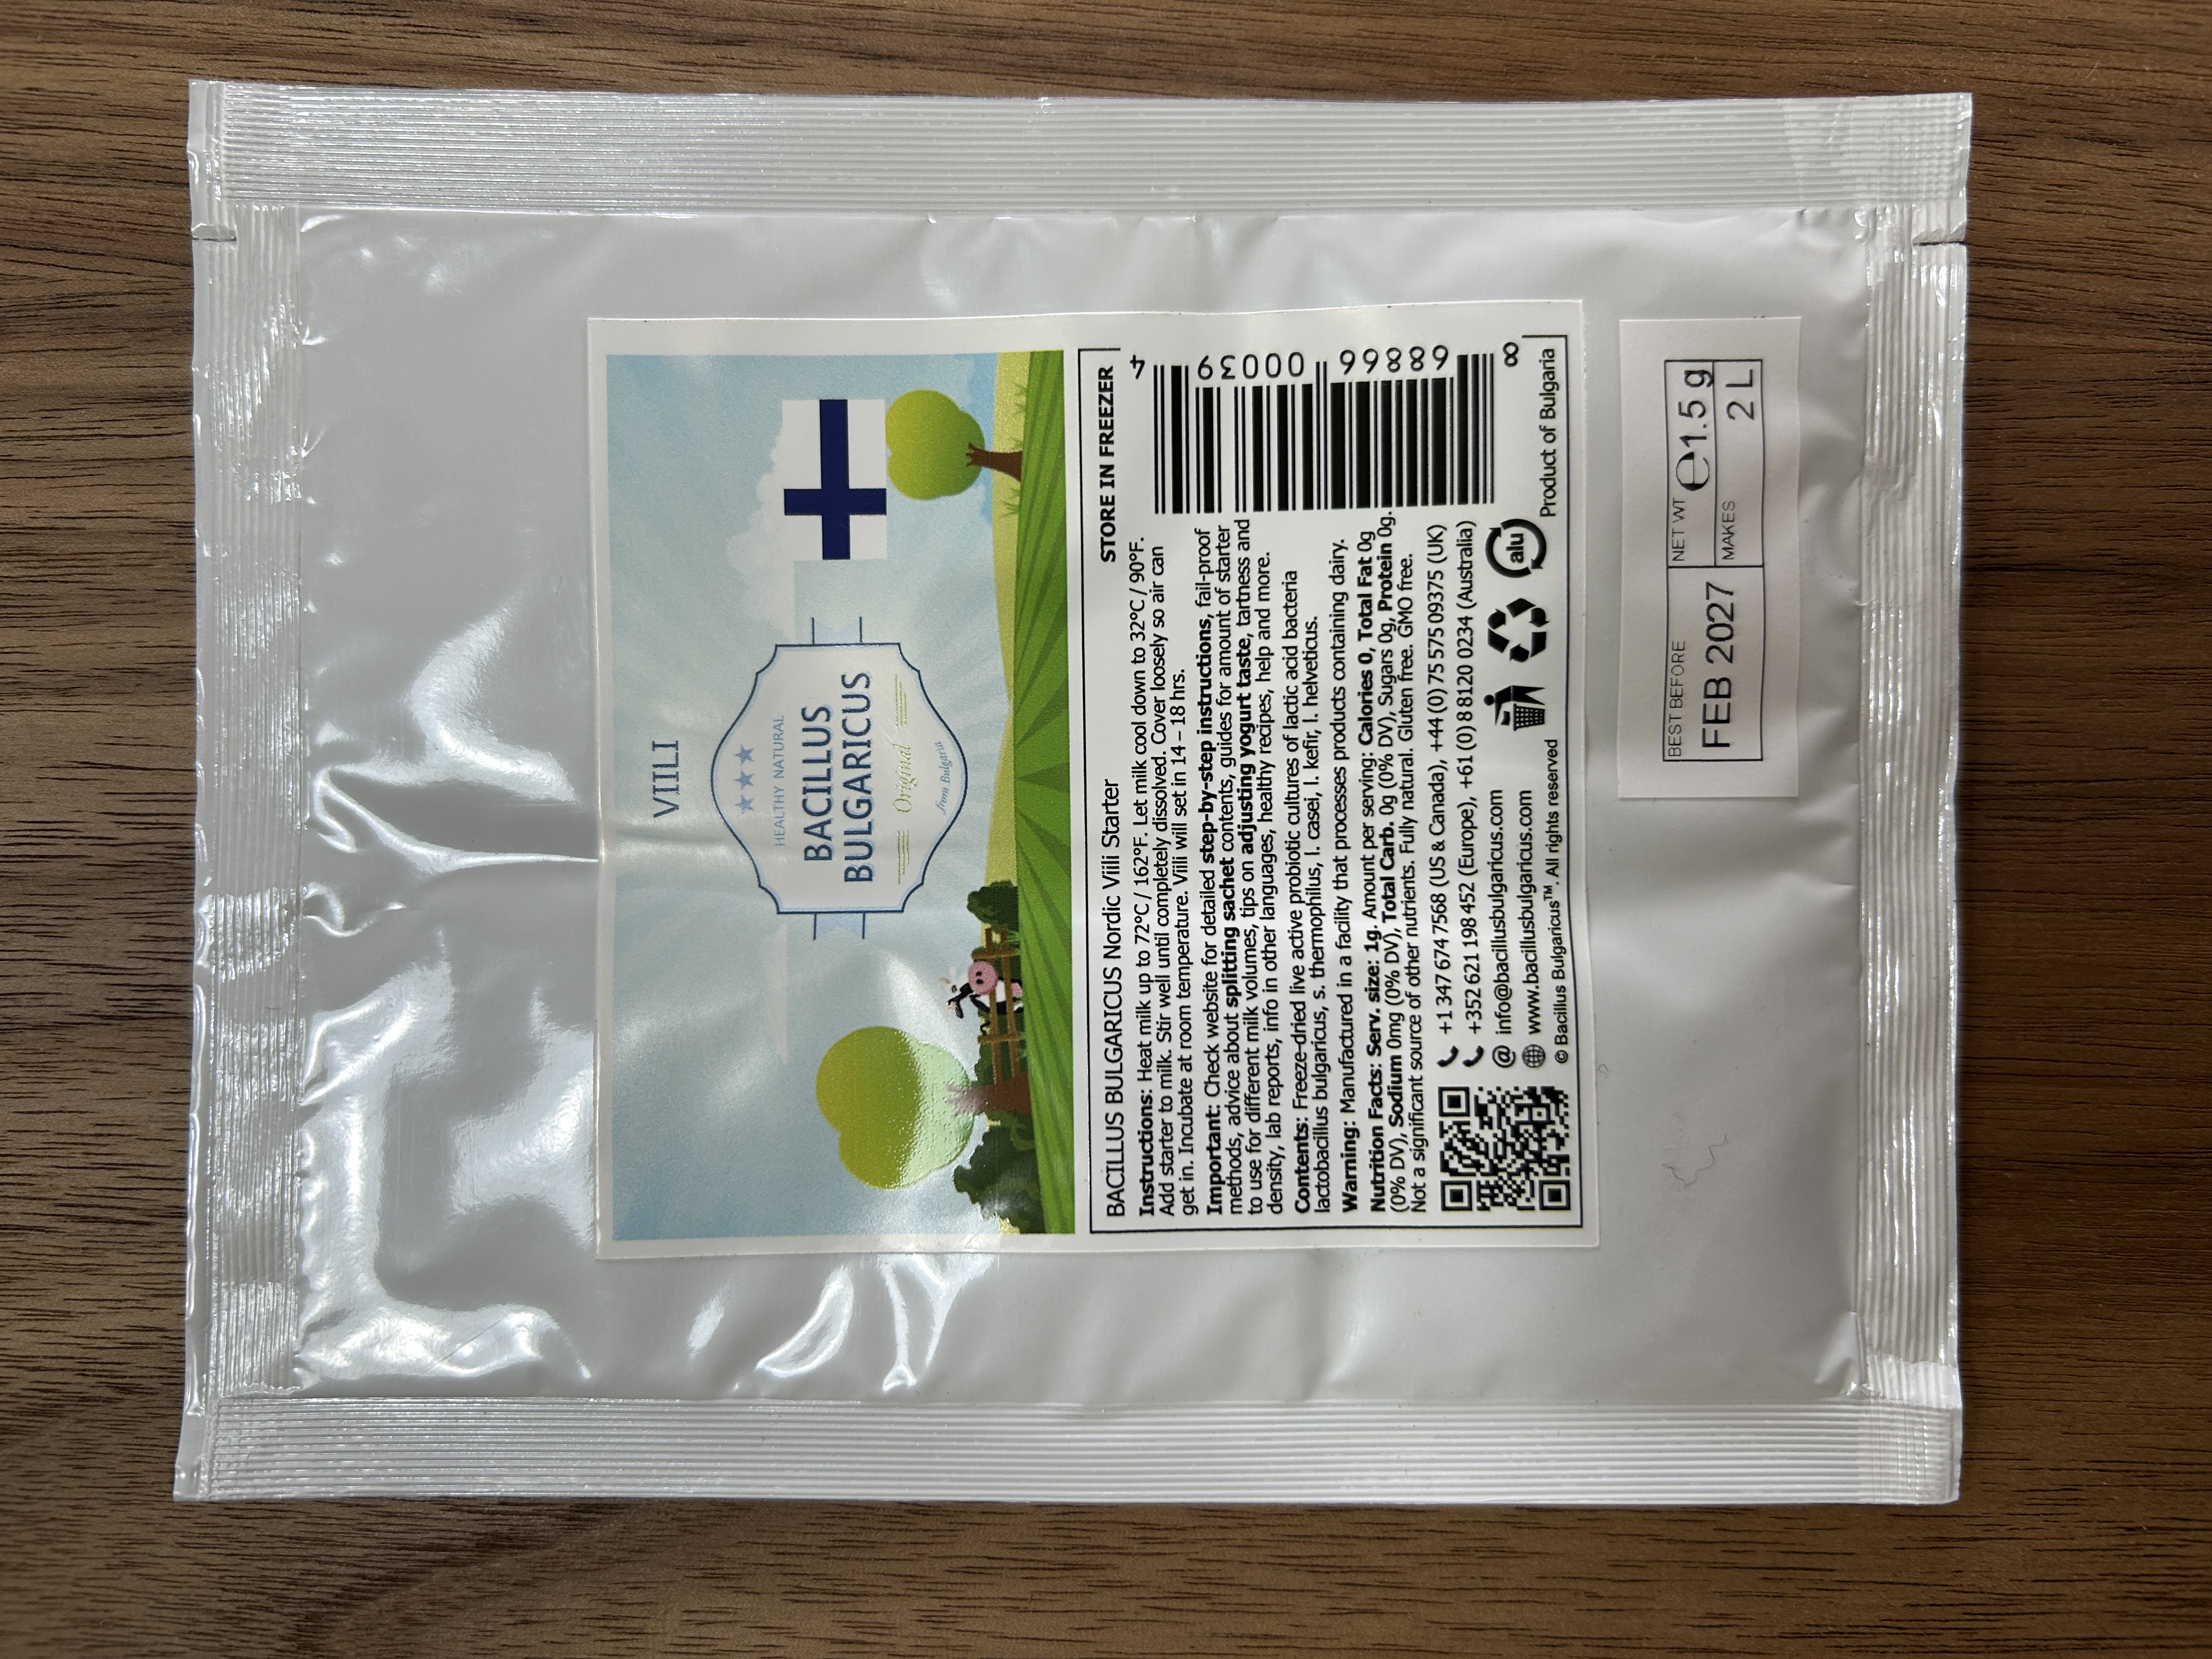 VIILI
HEALTHY NATURAL
BACILLUS
BULGARICUS
Original
from Bulgaria
BACILLUS BULGARICUS Nordic Viili Starter
STORE IN FREEZER
Instructions: Heat milk up to 72°C / 162°F. Let milk cool down to 32°C / 90°F.
Add starter to milk. Stir well until completely dissolved. Cover loosely so air can
get in. Incubate at room temperature. Viili will set in 14 – 18 hrs.
Important: Check website for detailed step-by-step instructions, fail-proof
methods, advice about splitting sachet contents, guides for amount of starter
to use for different milk volumes, tips on adjusting yogurt taste, tartness and
density, lab reports, info in other languages, healthy recipes, help and more.
Contents: Freeze-dried live active probiotic cultures of lactic acid bacteria
lactobacillus bulgaricus, s. thermophilus, l. casei, l. kefir, l. helveticus.
Warning: Manufactured in a facility that processes products containing dairy.
Nutrition Facts: Serv. size: 1g. Amount per serving: Calories 0, Total Fat 0g
(0% DV), Sodium 0mg (0% DV), Total Carb. 0g (0% DV), Sugars 0g, Protein 0g.
Not a significant source of other nutrients. Fully natural. Gluten free. GMO free.
+1 347 674 7568 (US & Canada), +44 (0) 75 575 09375 (UK)
+352 621 198 452 (Europe), +61 (0) 8 8120 0234 (Australia)
@ info@bacillusbulgaricus.com
www.bacillusbulgaricus.com
© Bacillus Bulgaricus™. All rights reserved
alu
Product of Bulgaria
8 89866 00039 4
BEST BEFORE
FEB 2027
NET WT
℮1.5 g
MAKES
2 L